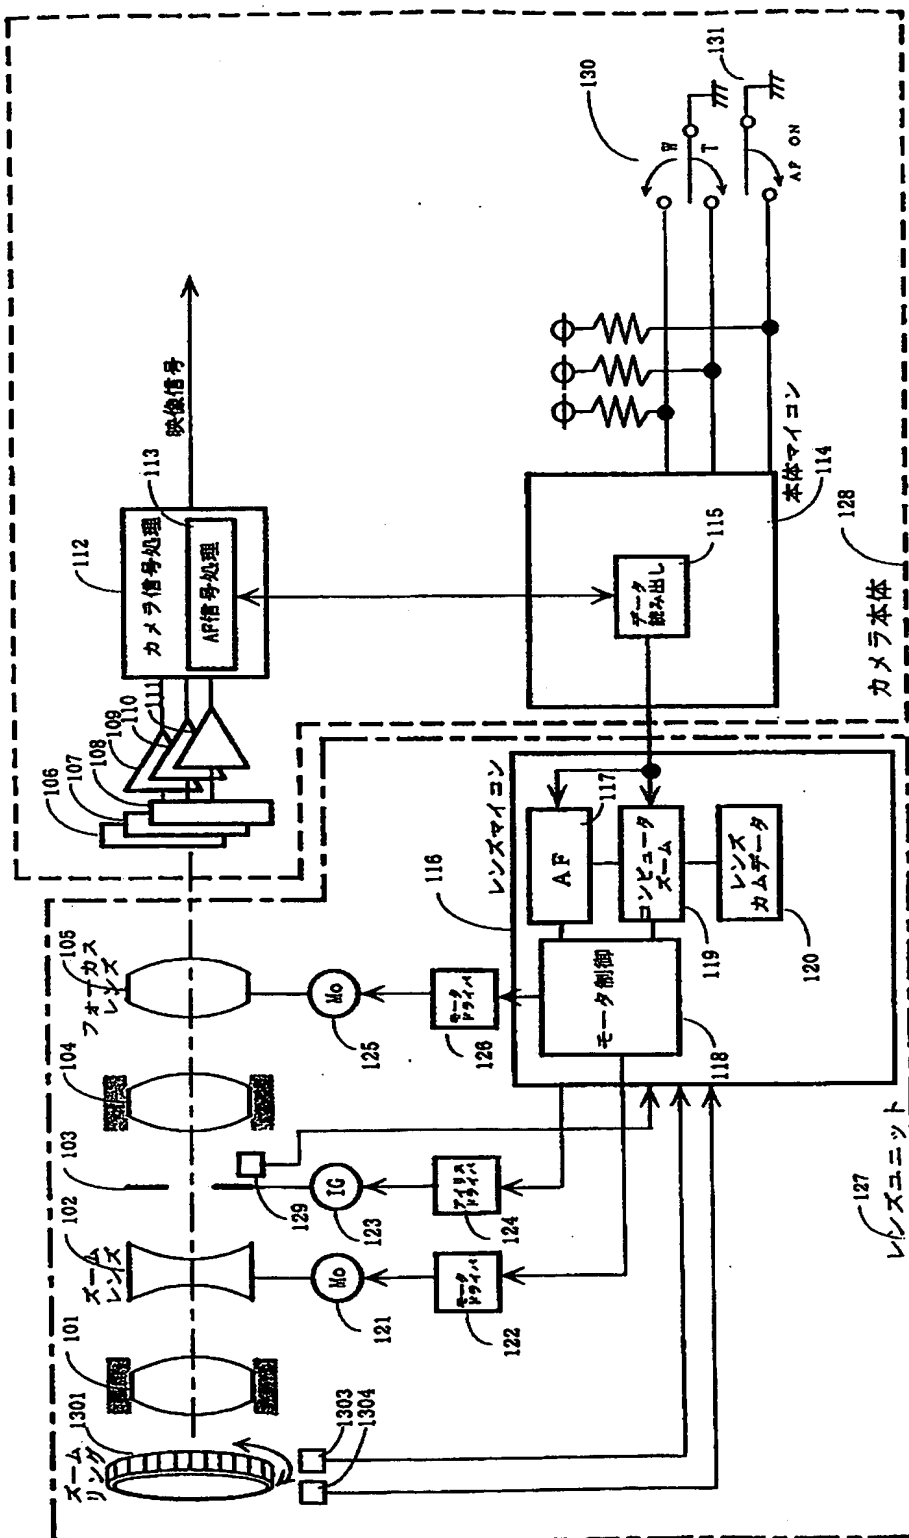 ズーム
リング
1301
101
ズーム
レンズ
102
103
104
フォーカス
レンズ
105
106
107
108
109
110
111
112
カメラ信号処理
113
AF信号処理
映像信号
1303
1304
Mo
121
モータ
ドライバ
122
129
IG
123
アイリス
ドライバ
124
Mo
125
モータ
ドライバ
126
116
レンズマイコン
AF
117
モータ制御
118
コンピュータ
ズーム
119
レンズ
カムデータ
120
127
レンズユニット
データ
読み出し
115
本体マイコン
114
128
カメラ本体
130
W
T
131
AF ON